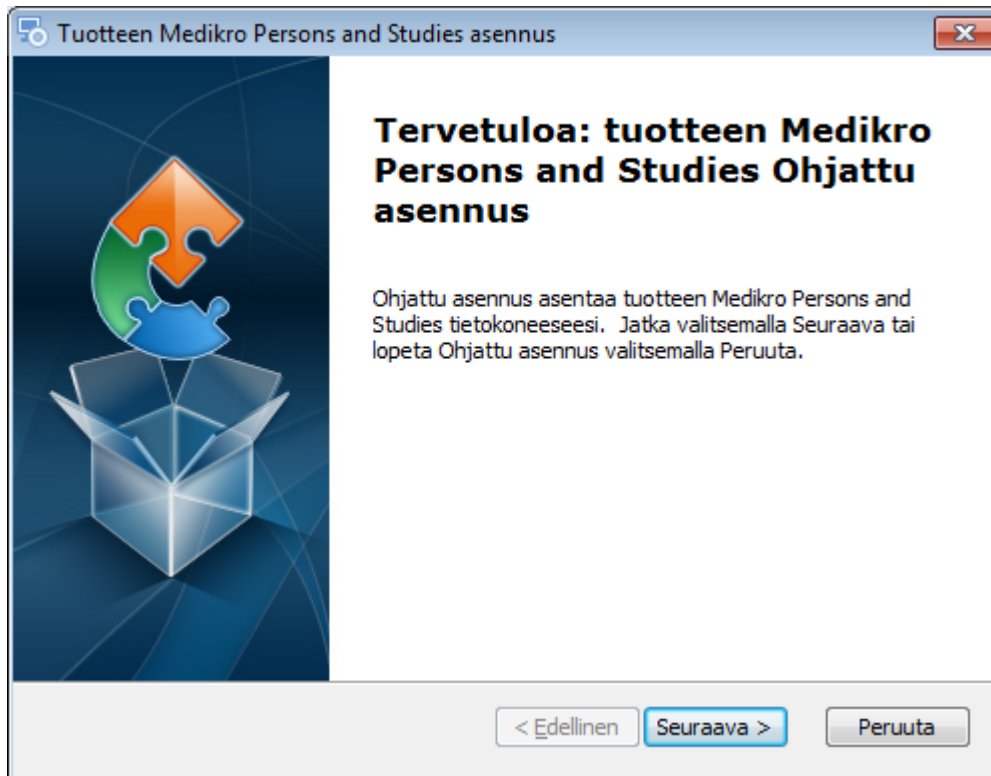 Tuotteen Medikro Persons and Studies asennus
Tervetuloa: tuotteen Medikro
Persons and Studies Ohjattu
asennus
Ohjattu asennus asentaa tuotteen Medikro Persons and
Studies tietokoneeseesi.  Jatka valitsemalla Seuraava tai
lopeta Ohjattu asennus valitsemalla Peruuta.
< Edellinen
Seuraava >
Peruuta